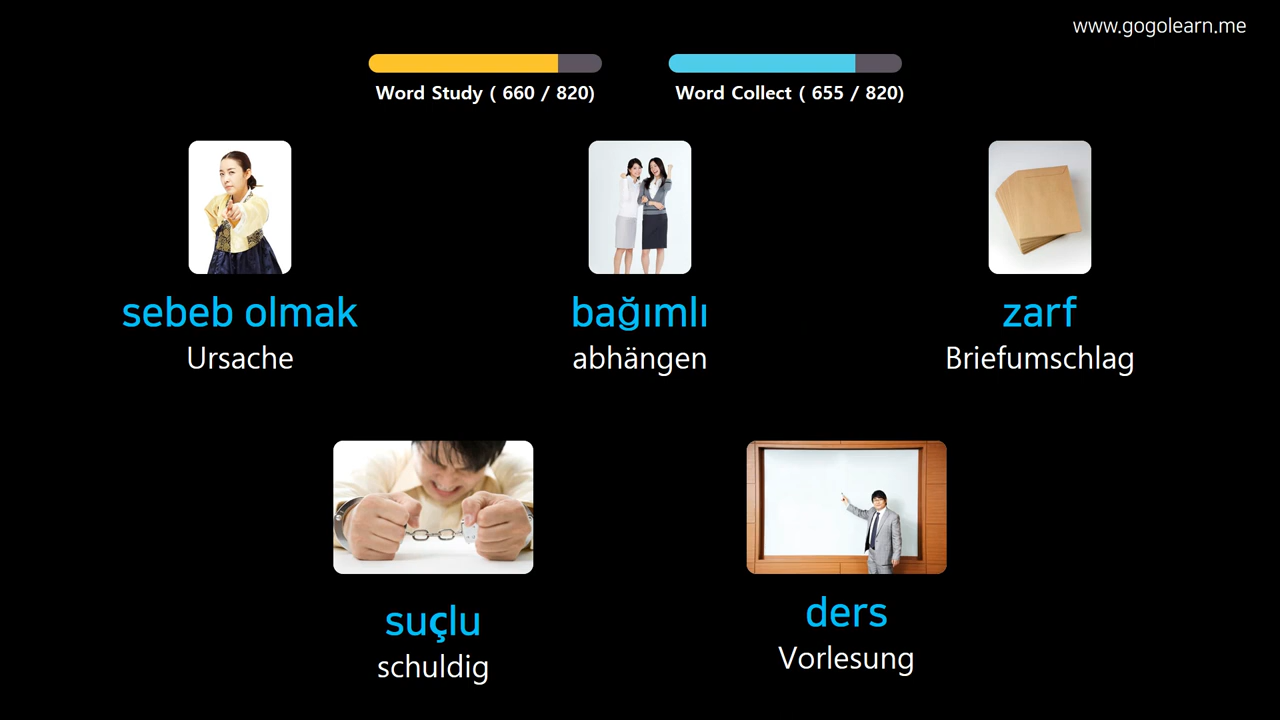 www.gogolearn.me
Word Study ( 660 / 820)
Word Collect ( 655 / 820)
sebeb olmak
Ursache
bağımlı
abhängen
zarf
Briefumschlag
suçlu
schuldig
ders
Vorlesung